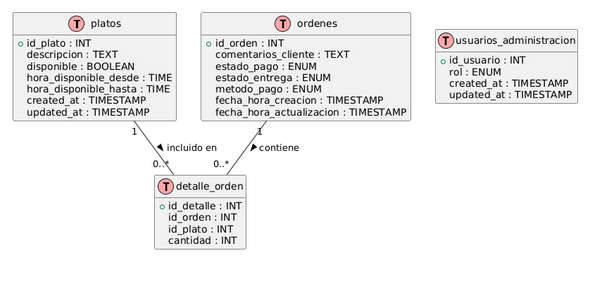 T platos
id_plato : INT
descripcion : TEXT
disponible : BOOLEAN
hora_disponible_desde : TIME
hora_disponible_hasta : TIME
created_at : TIMESTAMP
updated_at : TIMESTAMP
T ordenes
id_orden : INT
comentarios_cliente : TEXT
estado_pago : ENUM
estado_entrega : ENUM
metodo_pago : ENUM
fecha_hora_creacion : TIMESTAMP
fecha_hora_actualizacion : TIMESTAMP
T usuarios_administracion
id_usuario : INT
rol : ENUM
created_at : TIMESTAMP
updated_at : TIMESTAMP
1
incluido en
0..*
1
contiene
0..*
T detalle_orden
id_detalle : INT
id_orden : INT
id_plato : INT
cantidad : INT